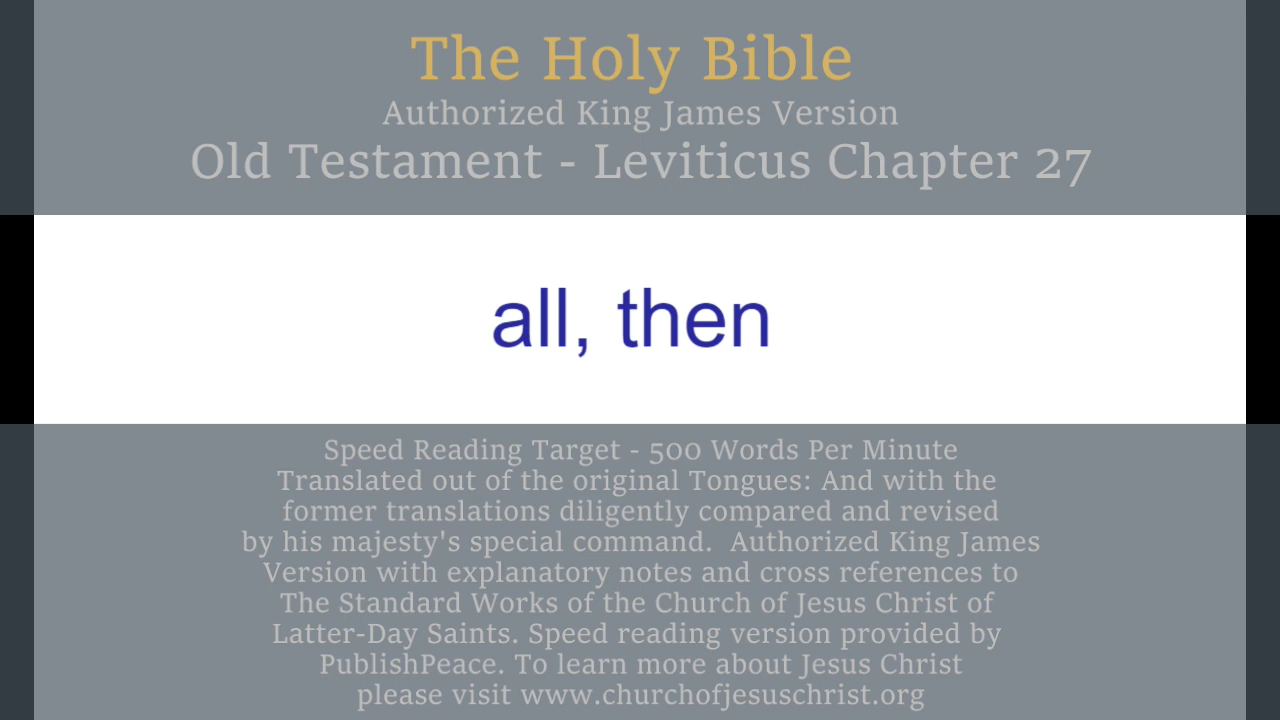 The Holy Bible
Authorized King James Version
Old Testament - Leviticus Chapter 27
all, then
Speed Reading Target - 500 Words Per Minute
Translated out of the original Tongues: And with the
former translations diligently compared and revised
by his majesty's special command.  Authorized King James
Version with explanatory notes and cross references to
The Standard Works of the Church of Jesus Christ of
Latter-Day Saints. Speed reading version provided by
PublishPeace. To learn more about Jesus Christ
please visit www.churchofjesuschrist.org